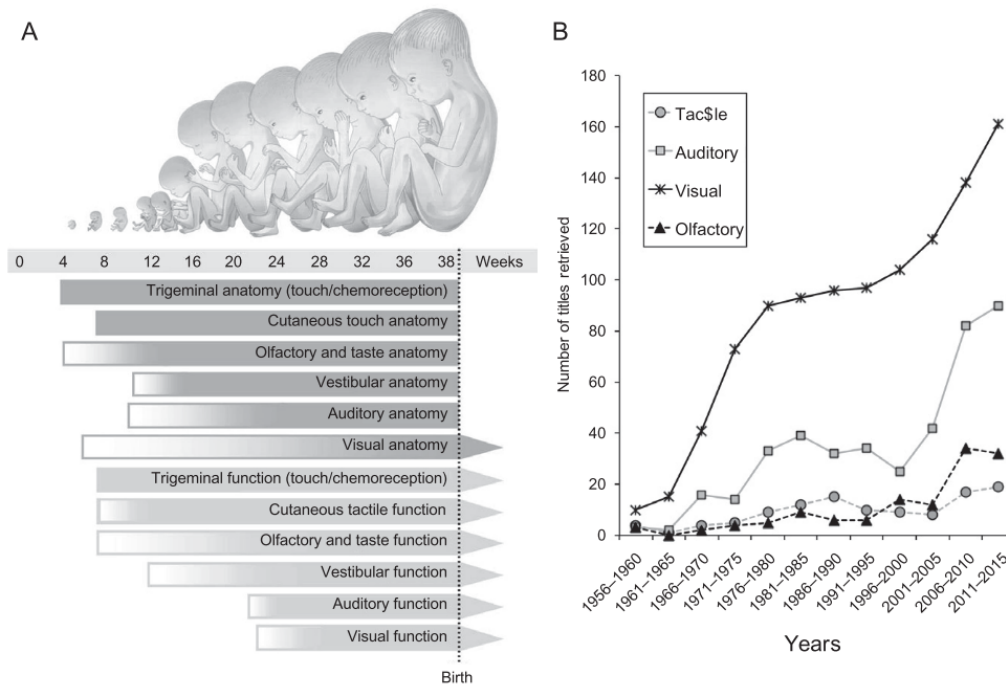 A
0 4 8 12 16 20 24 28 32 36 38 Weeks
Trigeminal anatomy (touch/chemoreception)
Cutaneous touch anatomy
Olfactory and taste anatomy
Vestibular anatomy
Auditory anatomy
Visual anatomy
Trigeminal function (touch/chemoreception)
Cutaneous tactile function
Olfactory and taste function
Vestibular function
Auditory function
Visual function
Birth
B
Number of titles retrieved
180
160
140
120
100
80
60
40
20
0
Tac$le
Auditory
Visual
Olfactory
1956–1960
1961–1965
1966–1970
1971–1975
1976–1980
1981–1985
1986–1990
1991–1995
1996–2000
2001–2005
2006–2010
2011–2015
Years